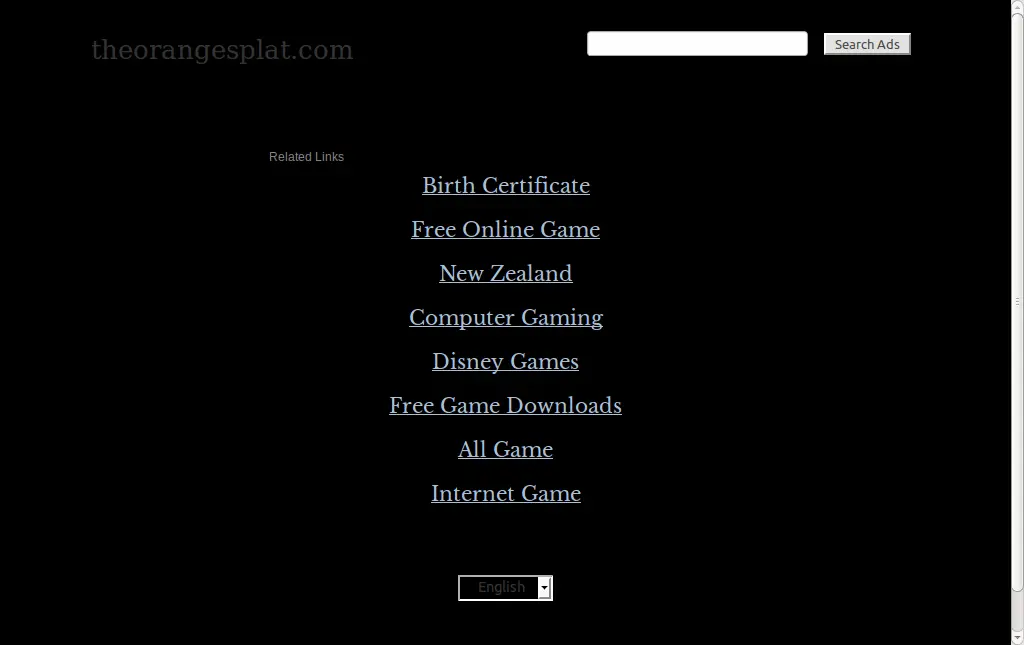 theorangesplat.com
Search Ads
Related Links
Birth Certificate
Free Online Game
New Zealand
Computer Gaming
Disney Games
Free Game Downloads
All Game
Internet Game
English